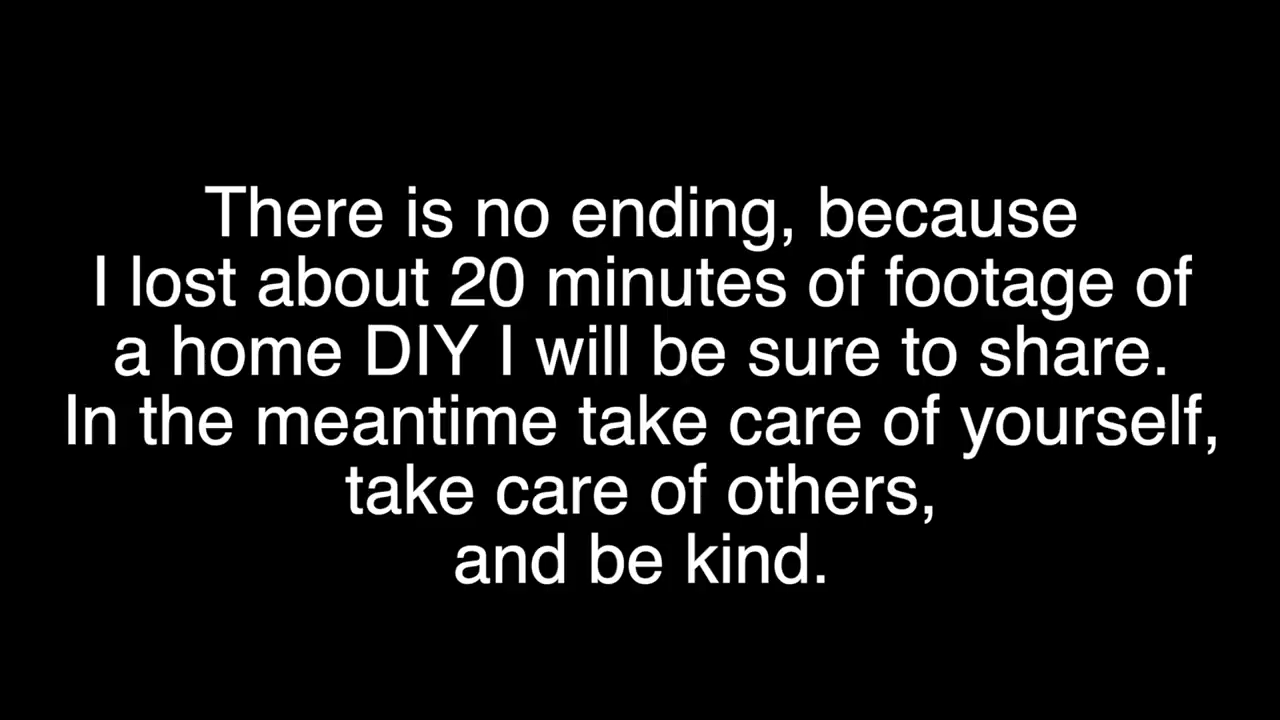 There is no ending, because
I lost about 20 minutes of footage of
a home DIY I will be sure to share.
In the meantime take care of yourself,
take care of others,
and be kind.